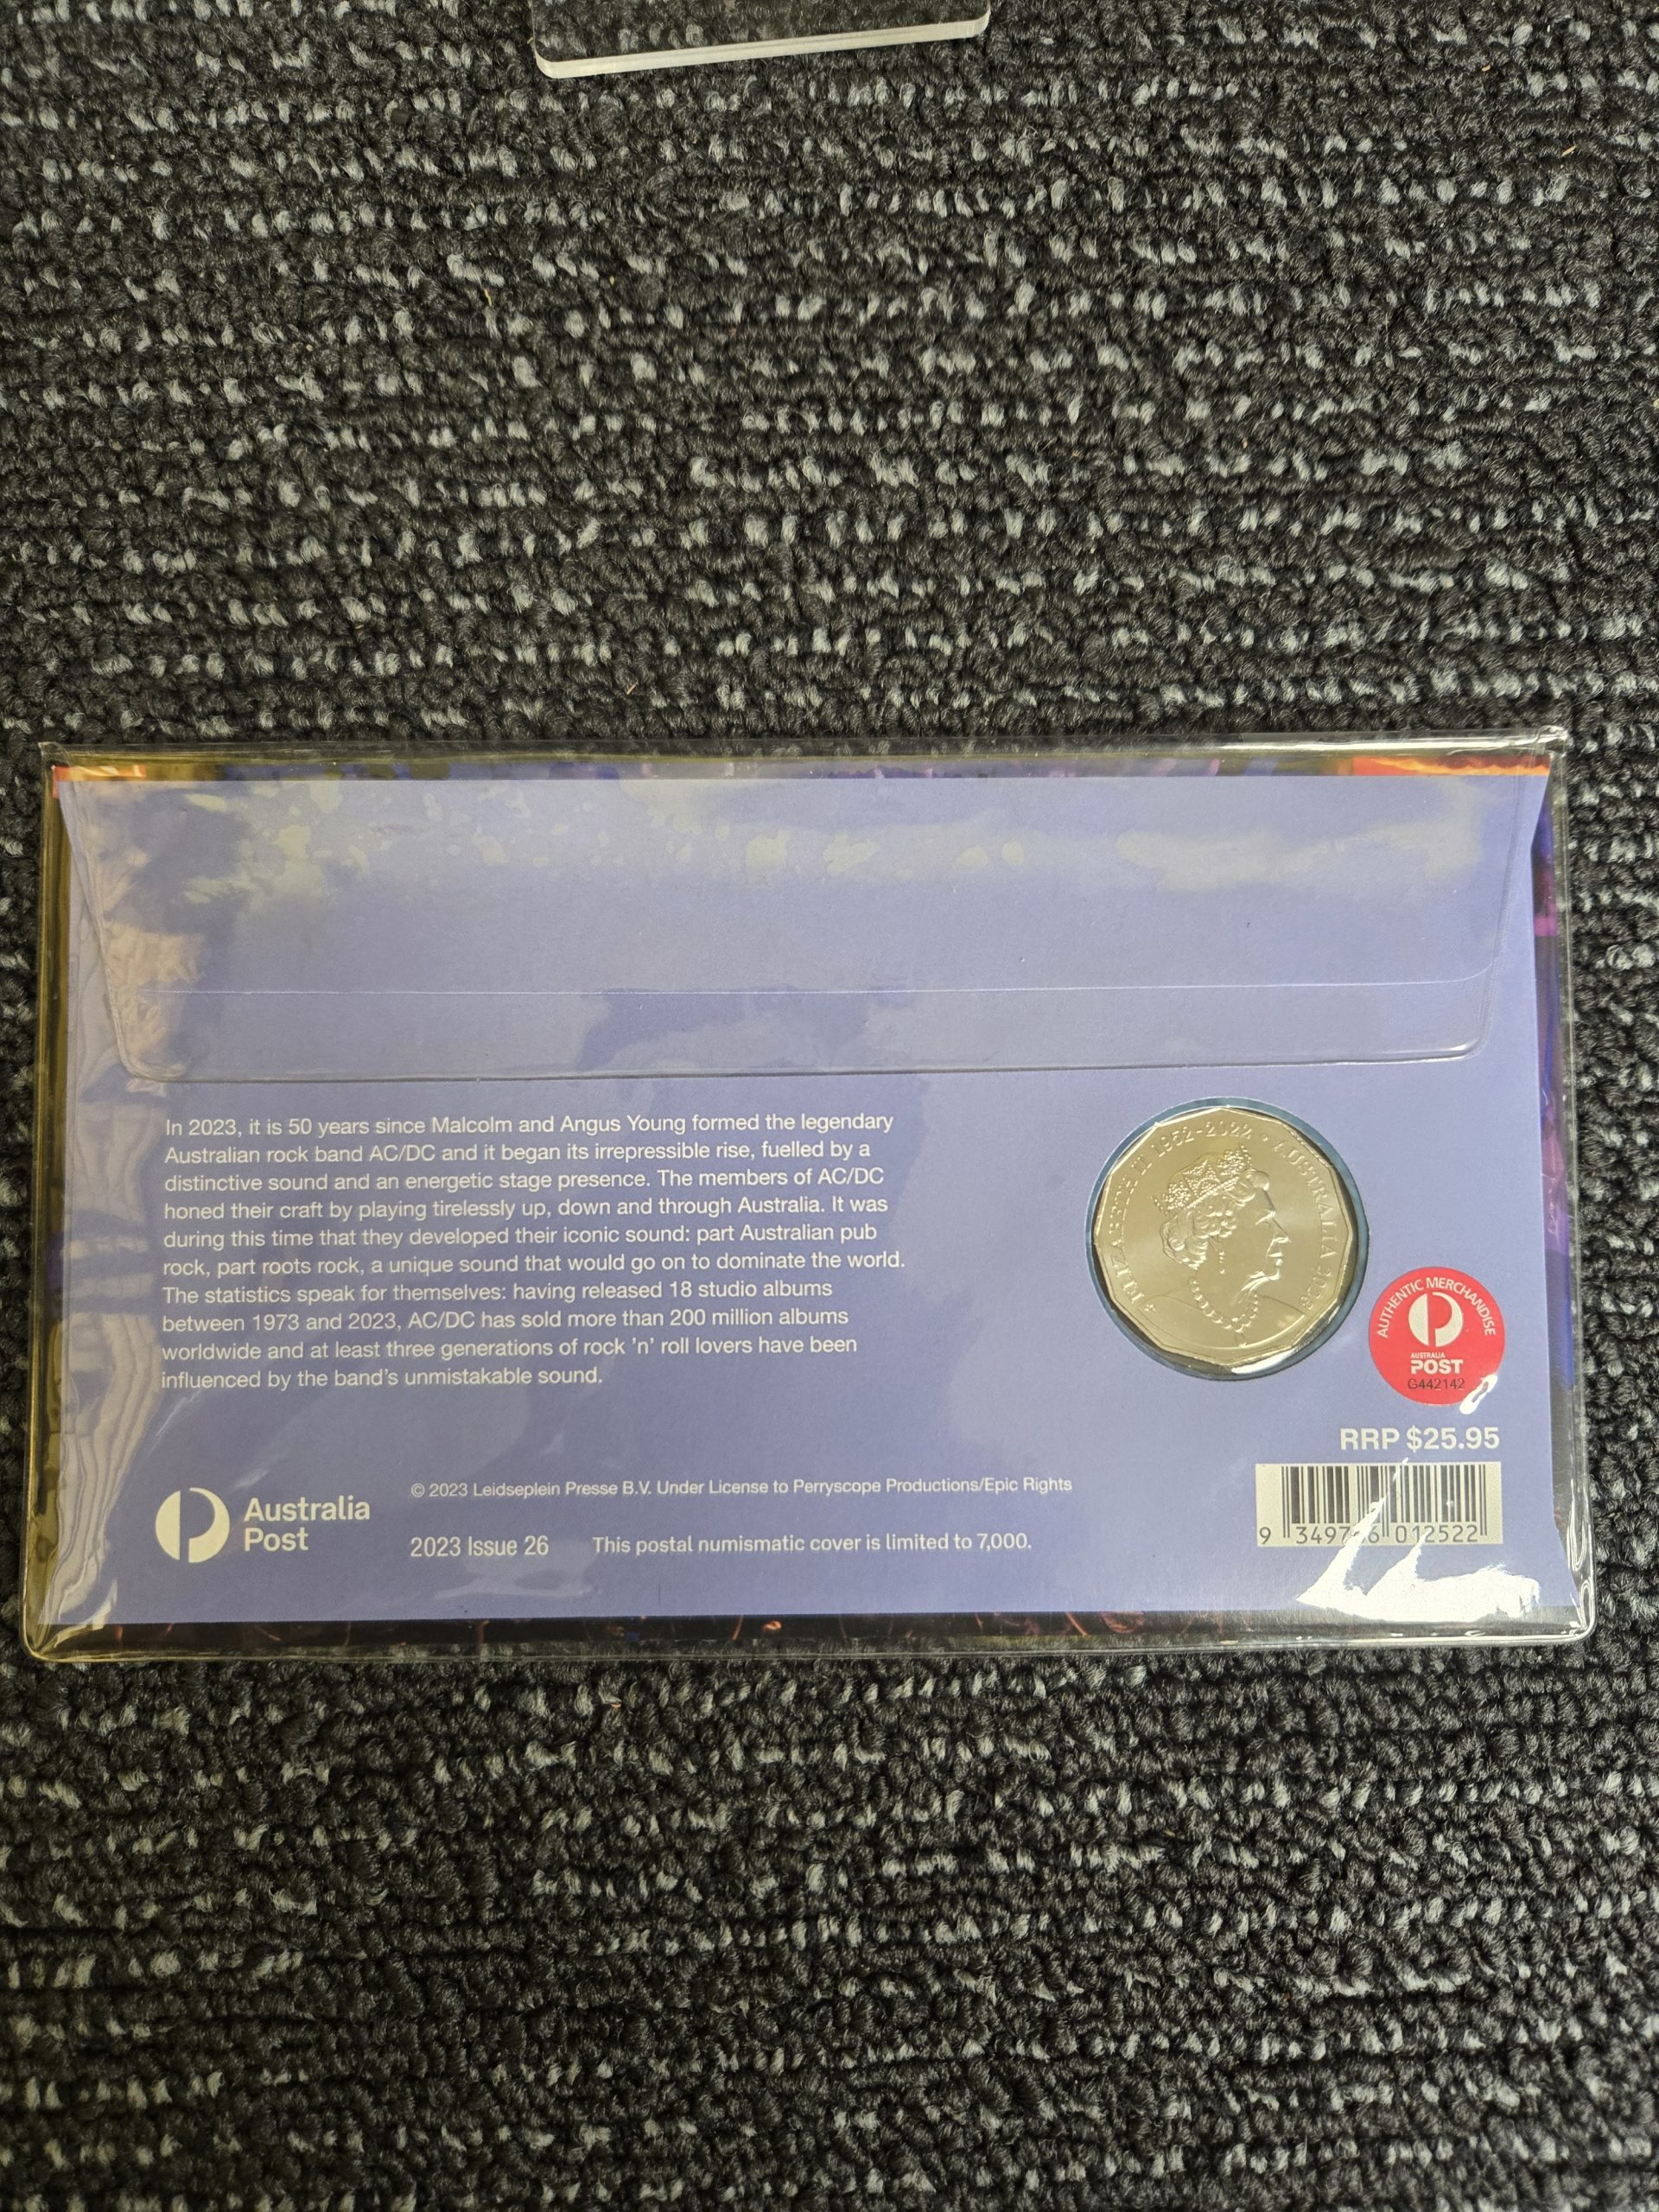 In 2023, it is 50 years since Malcolm and Angus Young formed the legendary
Australian rock band AC/DC and it began its irrepressible rise, fuelled by a
distinctive sound and an energetic stage presence. The members of AC/DC
honed their craft by playing tirelessly up, down and through Australia. It was
during this time that they developed their iconic sound: part Australian pub
rock, part roots rock, a unique sound that would go on to dominate the world.
The statistics speak for themselves: having released 18 studio albums
between 1973 and 2023, AC/DC has sold more than 200 million albums
worldwide and at least three generations of rock 'n' roll lovers have been
influenced by the band's unmistakable sound.
ELIZABETH II 1952-2022 • AUSTRALIA 2023
AUTHENTIC MERCHANDISE
AUSTRALIA
POST
G442142
RRP $25.95
© 2023 Leidseplein Presse B.V. Under License to Perryscope Productions/Epic Rights
Australia
Post
2023 Issue 26 This postal numismatic cover is limited to 7,000.
9 012522